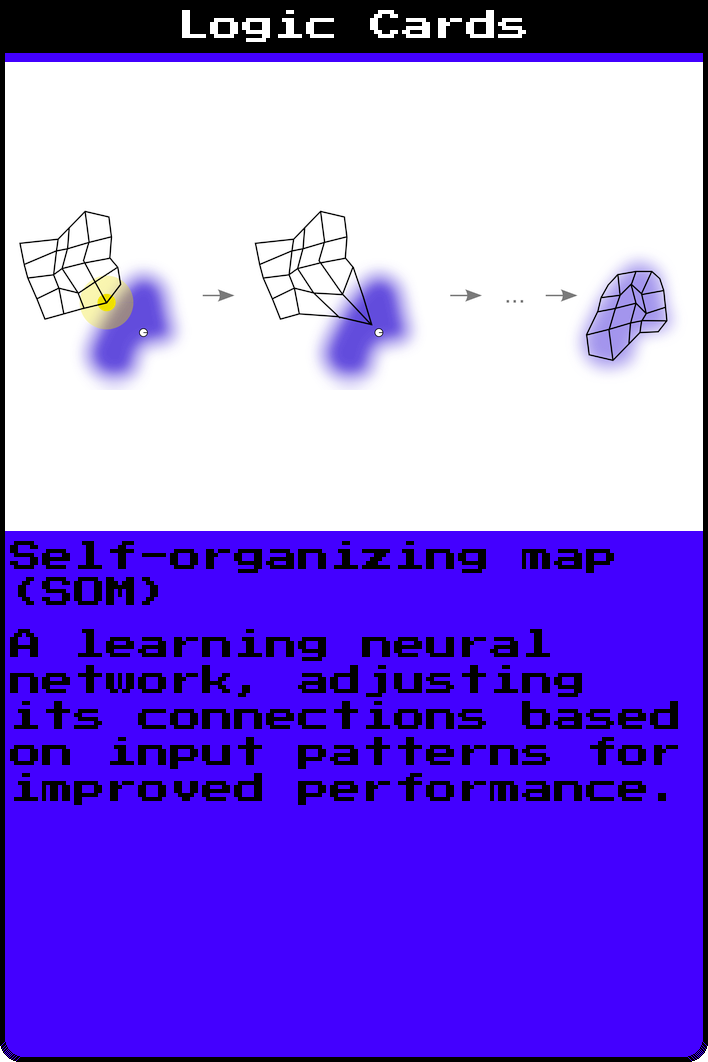 Logic Cards
...
Self-organizing map
(SOM)
A learning neural
network, adjusting
its connections based
on input patterns for
improved performance.